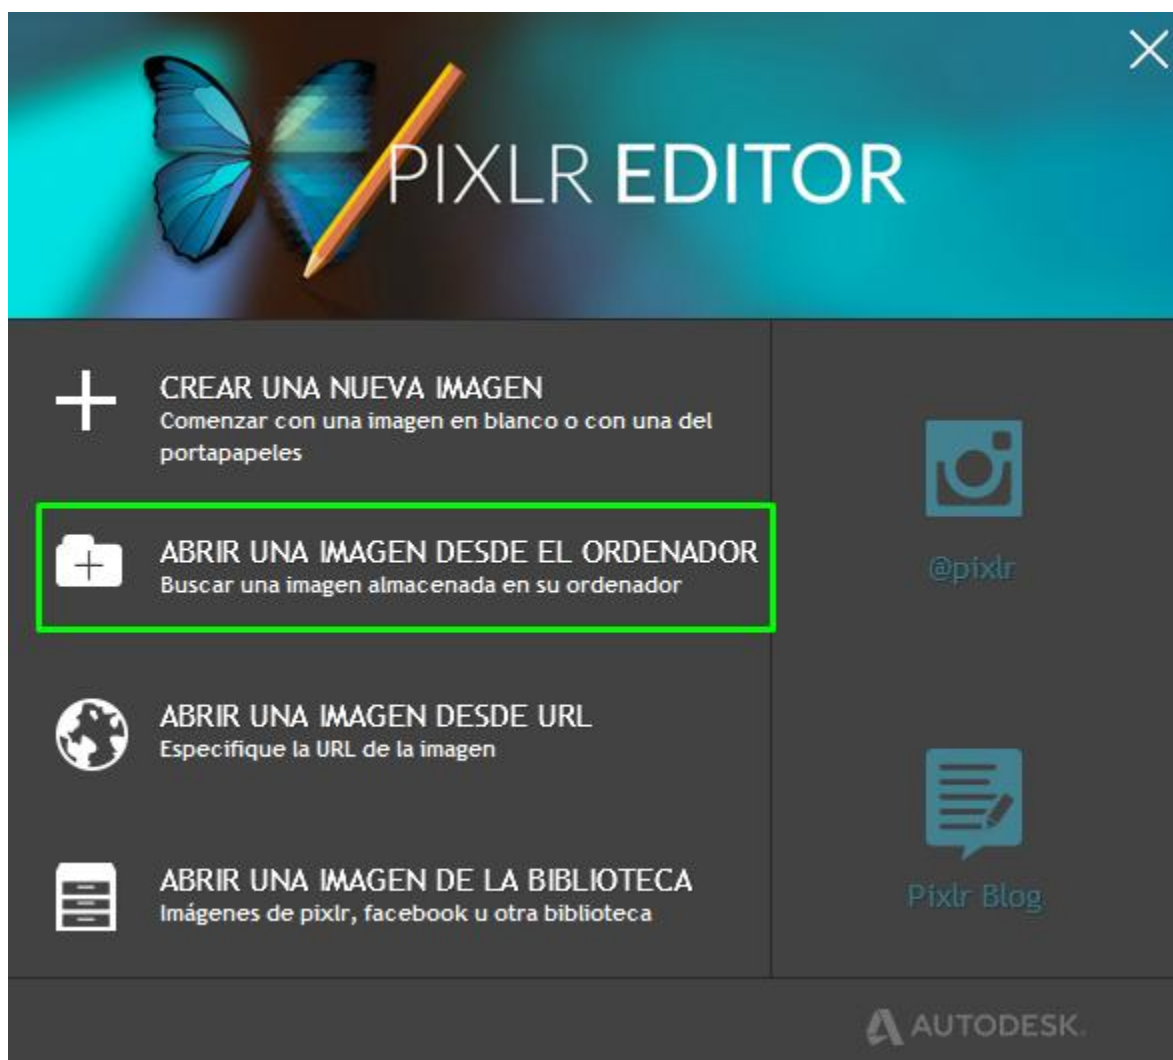 PIXLR EDITOR
CREAR UNA NUEVA IMAGEN
Comenzar con una imagen en blanco o con una del
portapapeles
ABRIR UNA IMAGEN DESDE EL ORDENADOR
Buscar una imagen almacenada en su ordenador
ABRIR UNA IMAGEN DESDE URL
Especifique la URL de la imagen
ABRIR UNA IMAGEN DE LA BIBLIOTECA
Imágenes de pixlr, facebook u otra biblioteca
@pixlr
Pixlr Blog
AUTODESK.